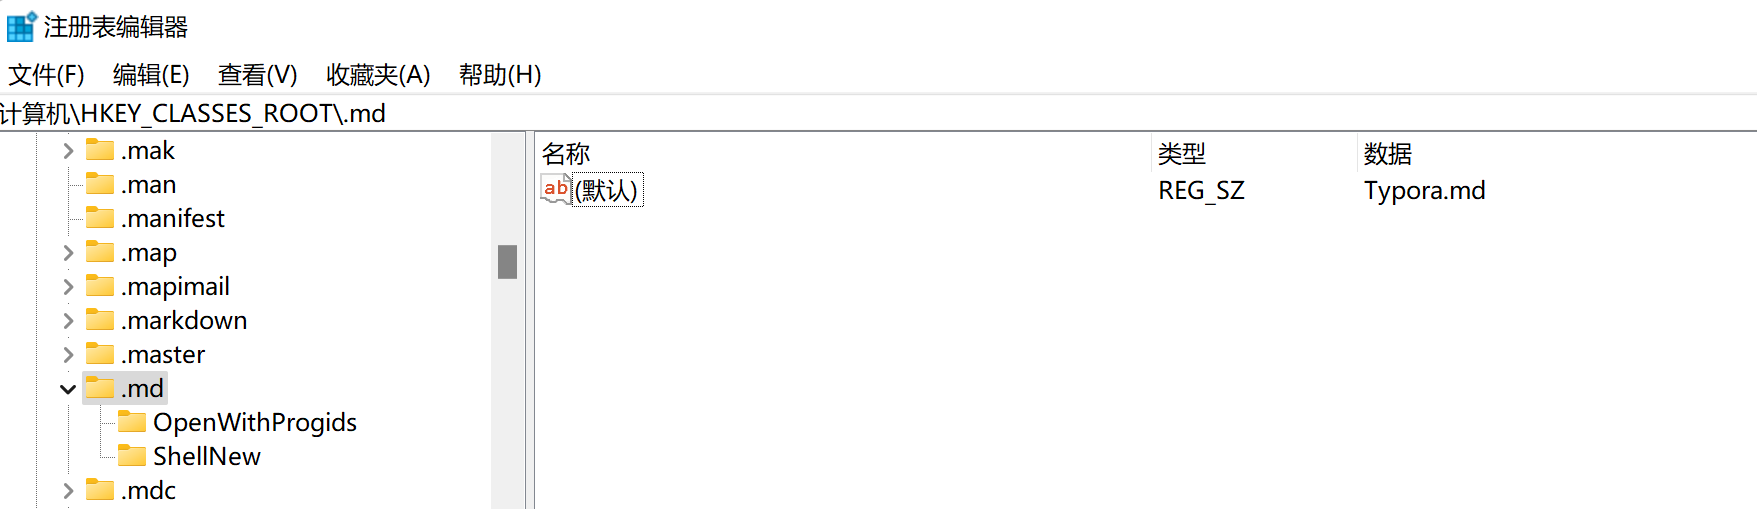 注册表编辑器
文件(F) 编辑(E) 查看(V) 收藏夹(A) 帮助(H)
计算机\HKEY_CLASSES_ROOT\.md
.mak
.man
.manifest
.map
.mapimail
.markdown
.master
.md
OpenWithProgids
ShellNew
.mdc
名称 类型 数据
ab (默认) REG_SZ Typora.md